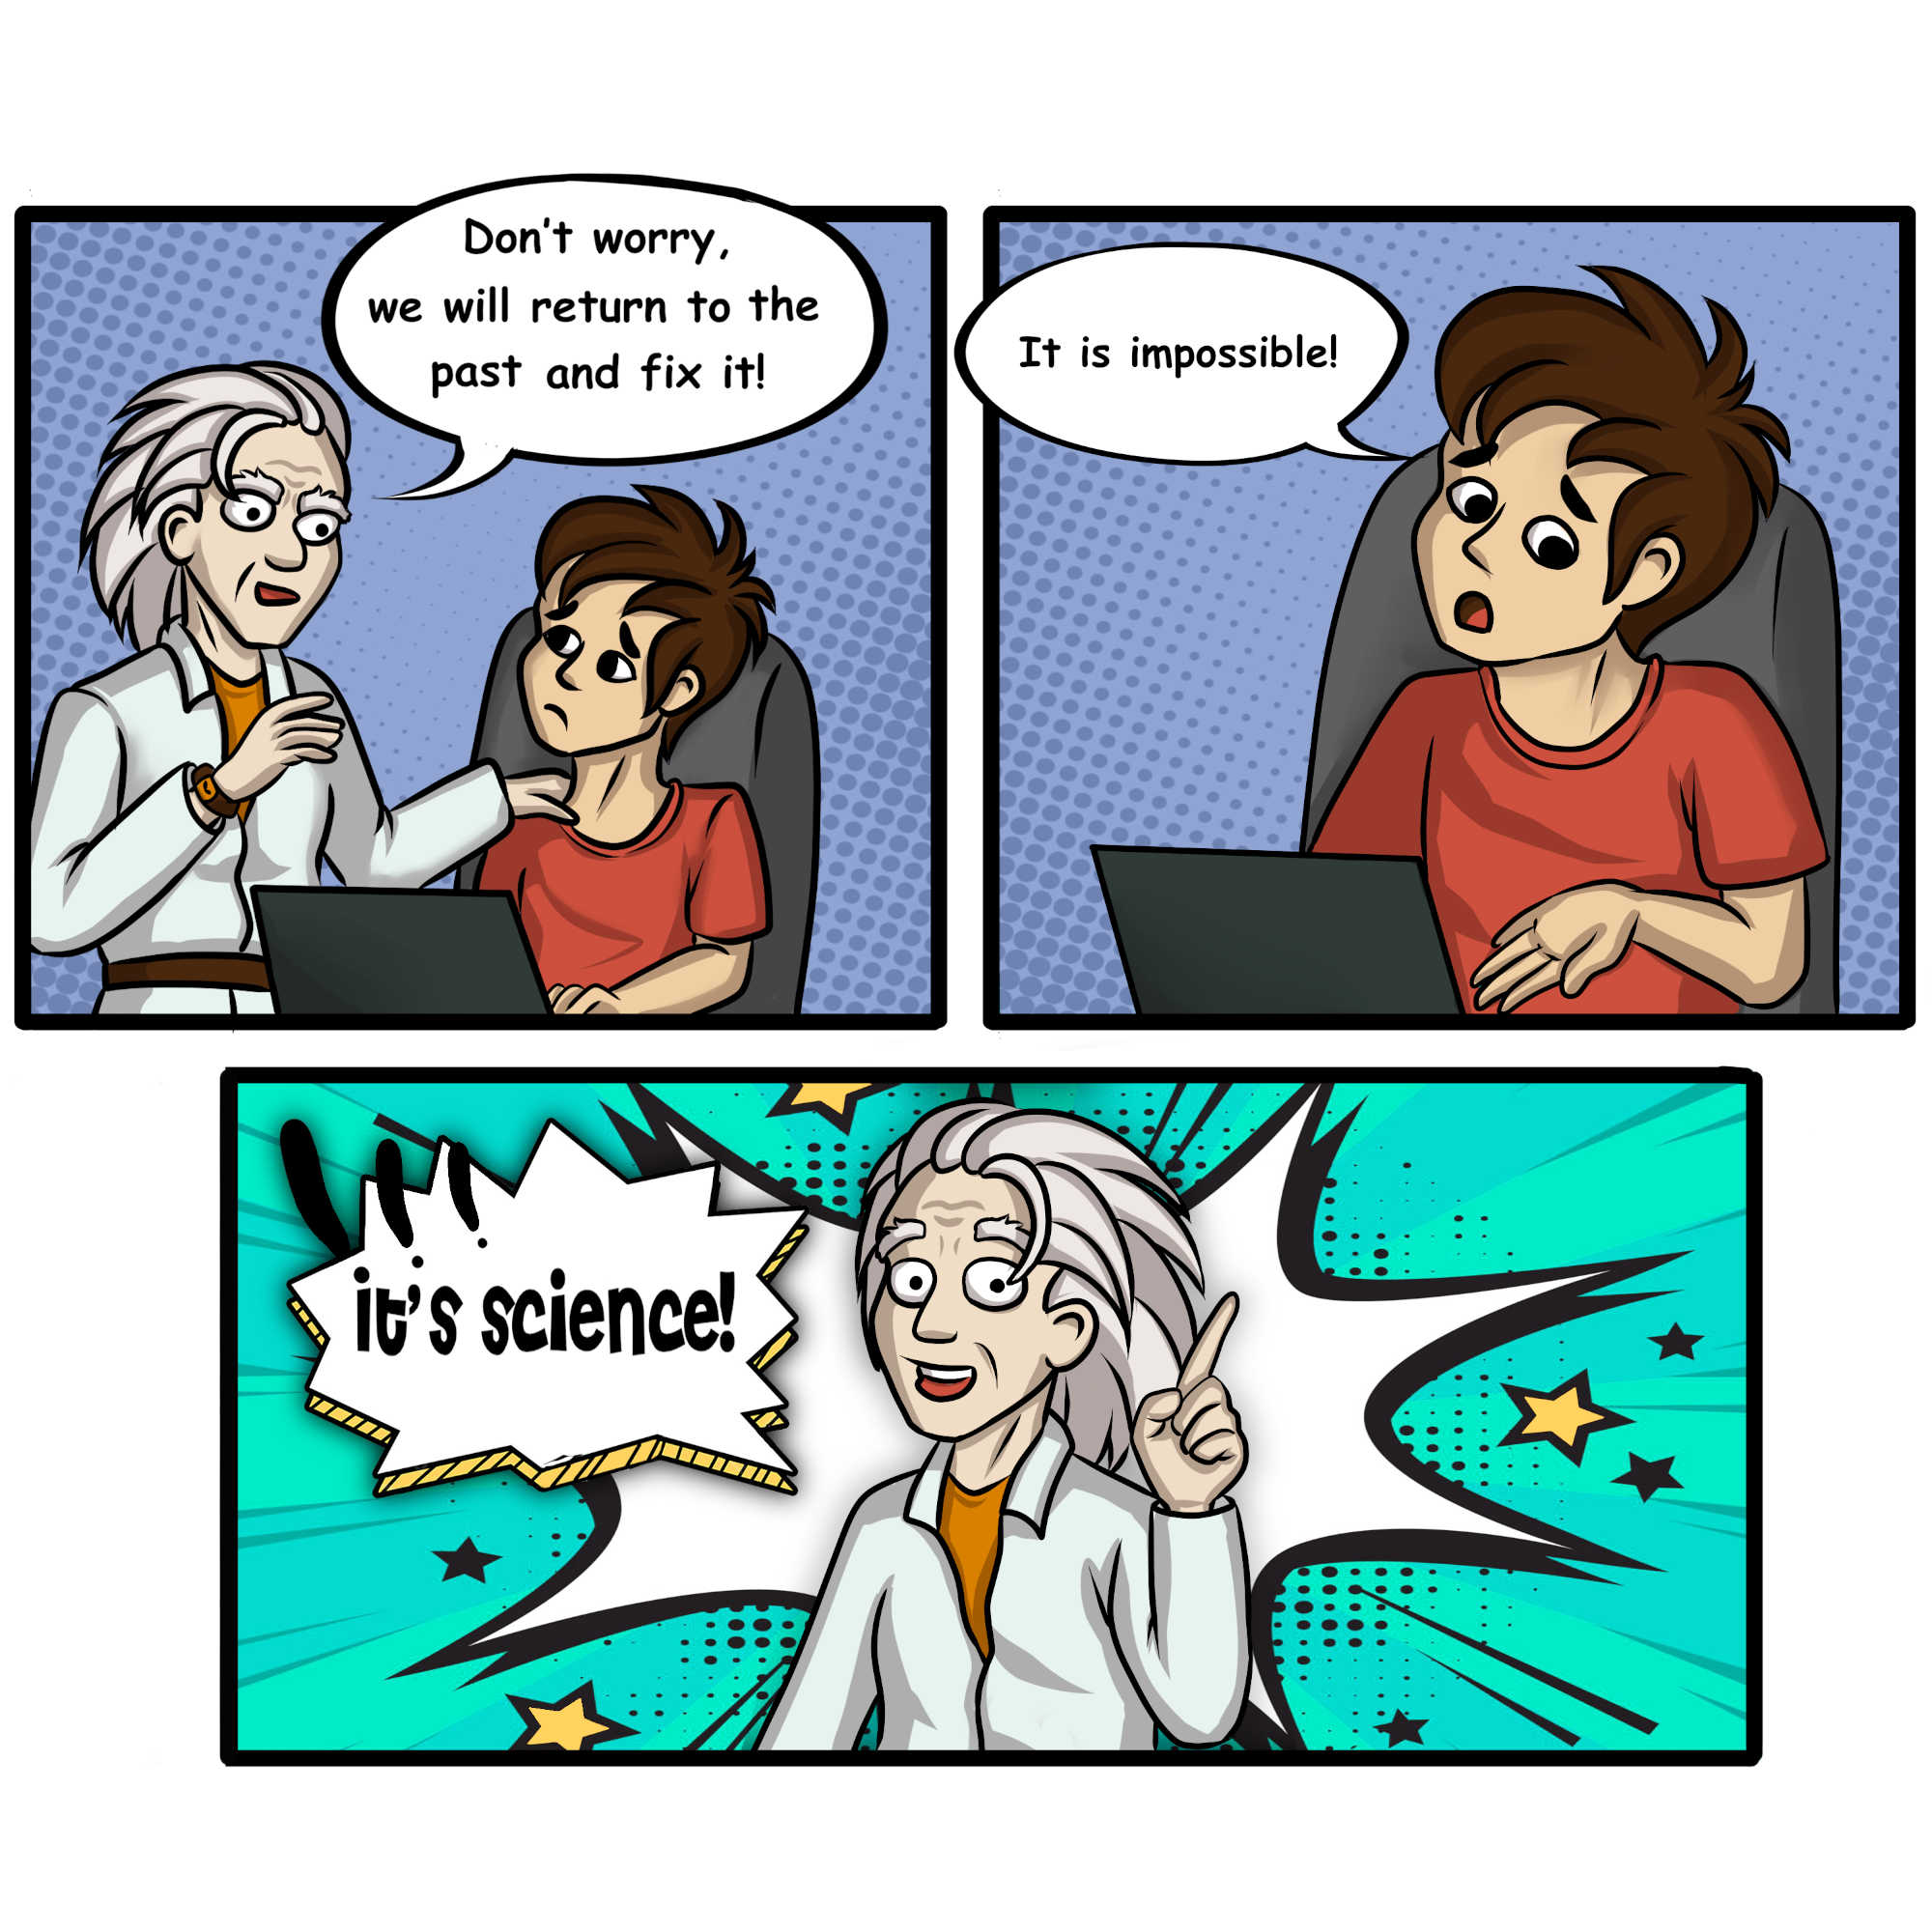 Don't worry,
we will return to the
past and fix it!
It is impossible!
it's science!